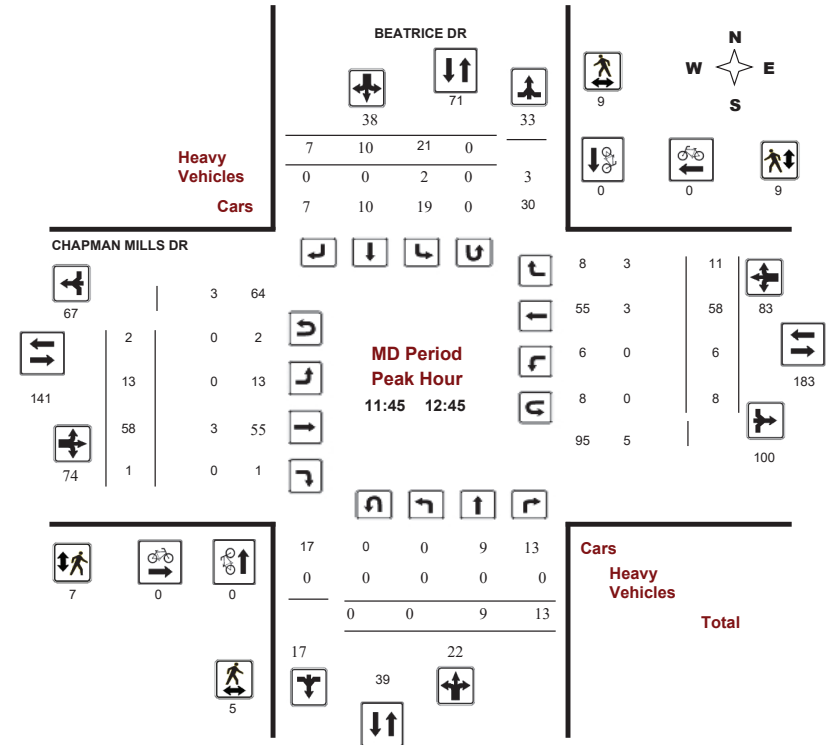 BEATRICE DR
N
W E
S
71
9
38 33
7 10 21 0
Heavy
Vehicles
0 0 2 0 3
Cars
7 10 19 0 30
0 0 9
CHAPMAN MILLS DR
67
3 64
8 3 11
83
2 0 2
55 3 58
MD Period
Peak Hour
11:45 12:45
141
13 0 13
6 0 6
183
8 0 8
58 3 55
95 5
74
1 0 1
100
17 0 0 9 13
Cars
0 0 0 0 0
Heavy
Vehicles
7 0 0
0 0 9 13
Total
17 22
39
5